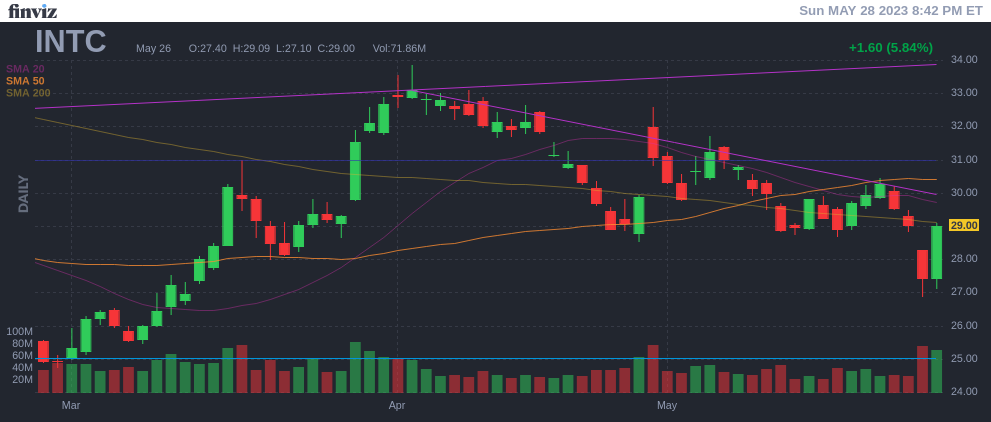 finviz
Sun MAY 28 2023 8:42 PM ET
INTC
May 26 O:27.40 H:29.09 L:27.10 C:29.00 Vol:71.86M
+1.60 (5.84%)
SMA 20
SMA 50
SMA 200
DAILY
34.00
33.00
32.00
31.00
30.00
29.00
28.00
27.00
26.00
25.00
24.00
100M
80M
60M
40M
20M
Mar
Apr
May